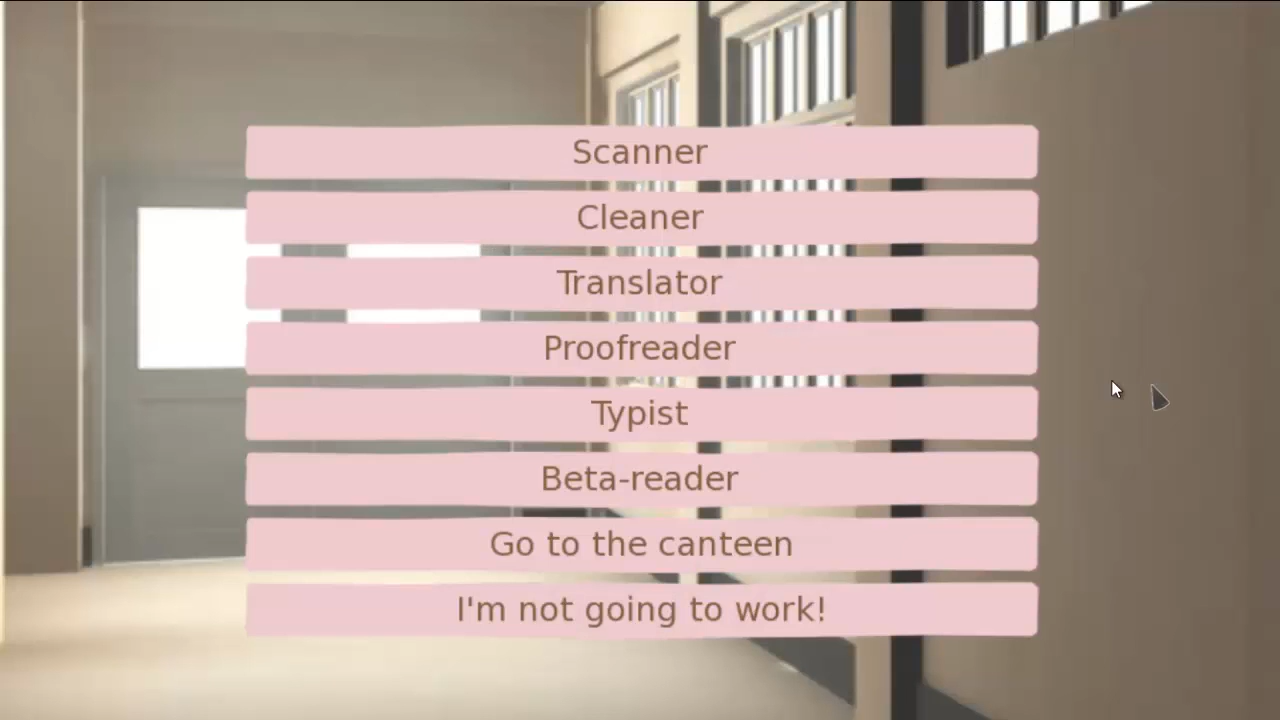 Scanner
Cleaner
Translator
Proofreader
Typist
Beta-reader
Go to the canteen
I'm not going to work!